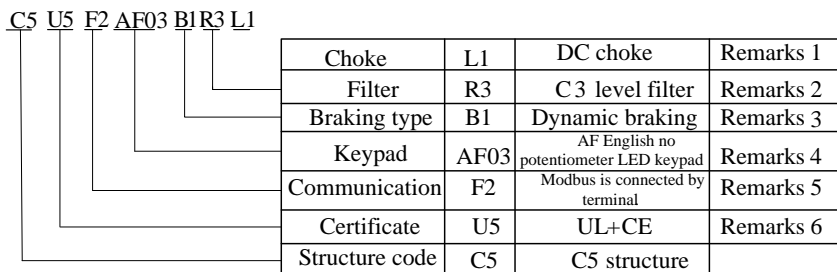 C5 U5 F2 AF03 B1R3 L1
Choke L1 DC choke Remarks 1
Filter R3 C3 level filter Remarks 2
Braking type B1 Dynamic braking Remarks 3
Keypad AF03 AF English no potentiometer LED keypad Remarks 4
Communication F2 Modbus is connected by terminal Remarks 5
Certificate U5 UL+CE Remarks 6
Structure code C5 C5 structure